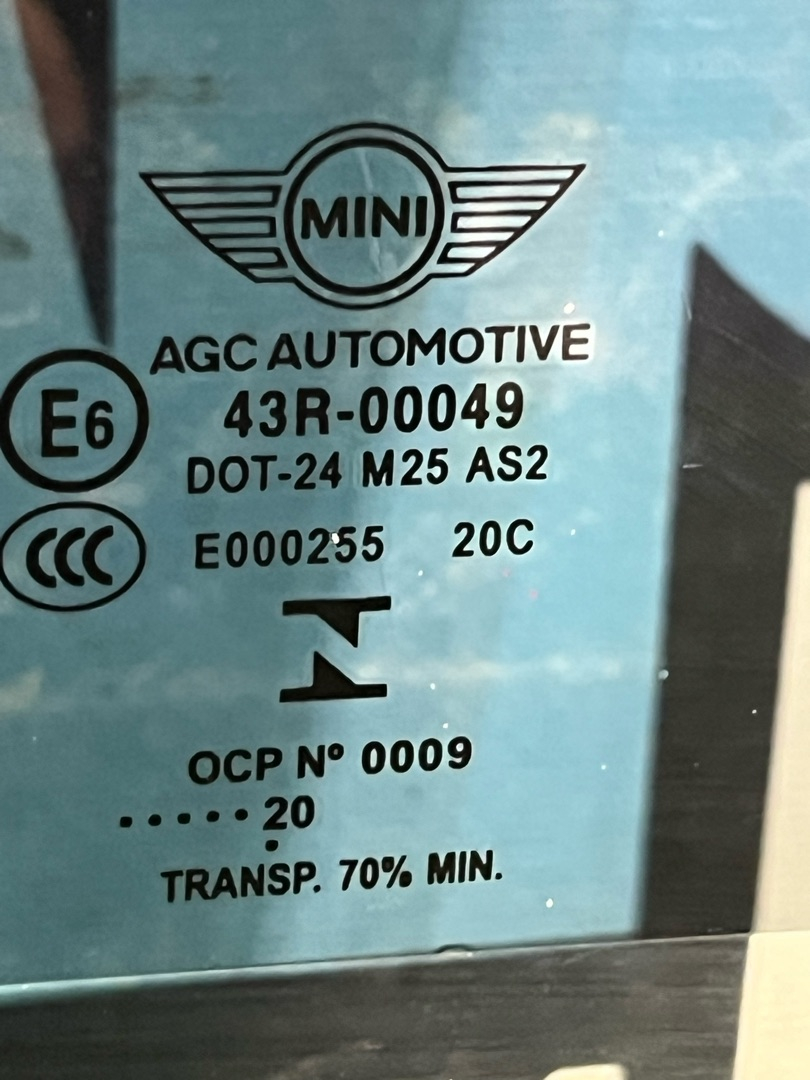 MINI
AGC AUTOMOTIVE
E6
43R-00049
DOT-24 M25 AS2
CCC
E000255 20C
OCP Nº 0009
.....20
.
TRANSP. 70% MIN.